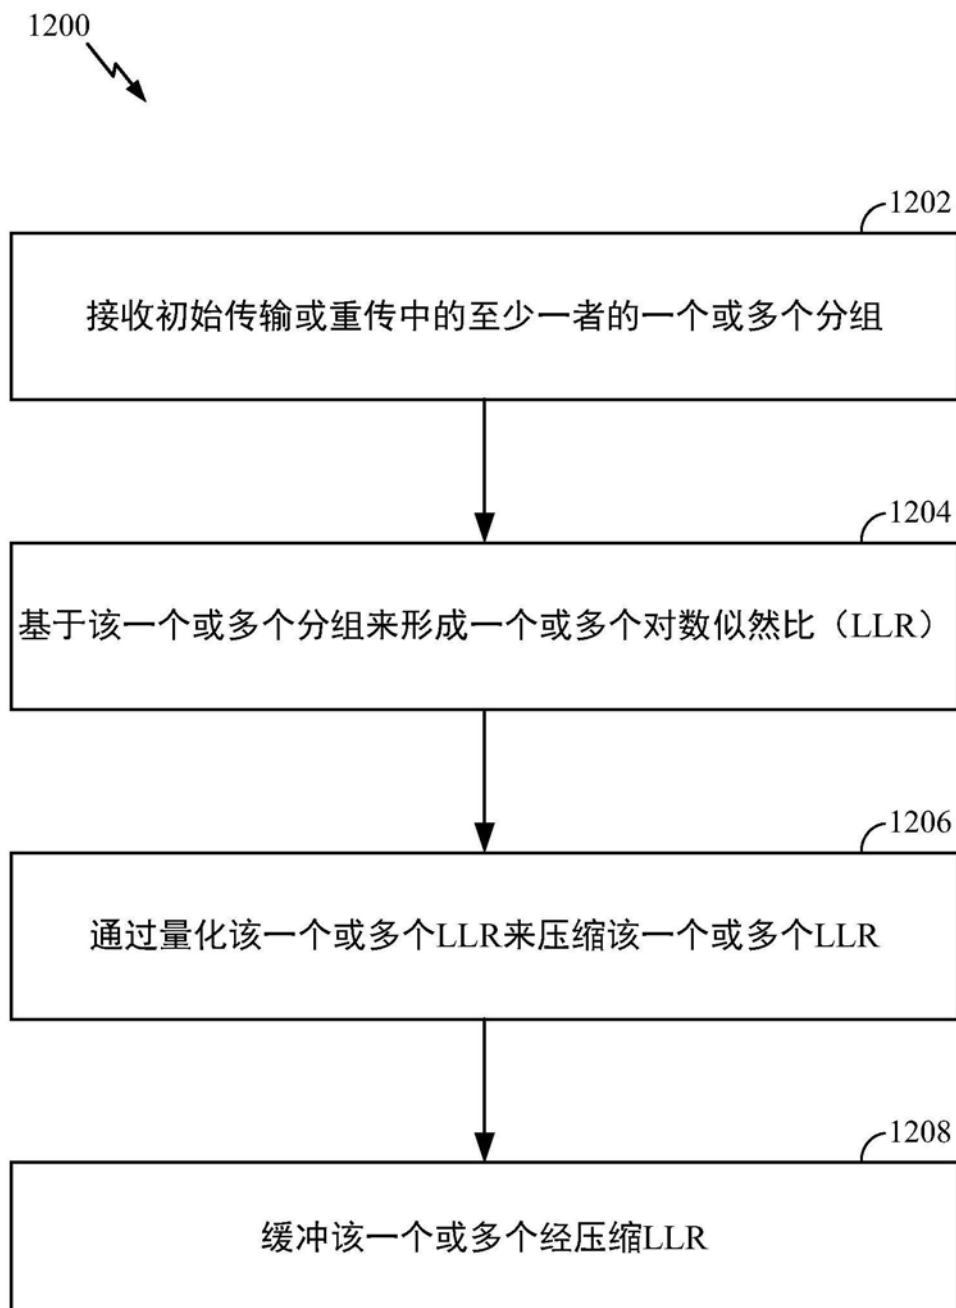 1200
1202
接收初始传输或重传中的至少一者的一个或多个分组
1204
基于该一个或多个分组来形成一个或多个对数似然比（LLR）
1206
通过量化该一个或多个LLR来压缩该一个或多个LLR
1208
缓冲该一个或多个经压缩LLR